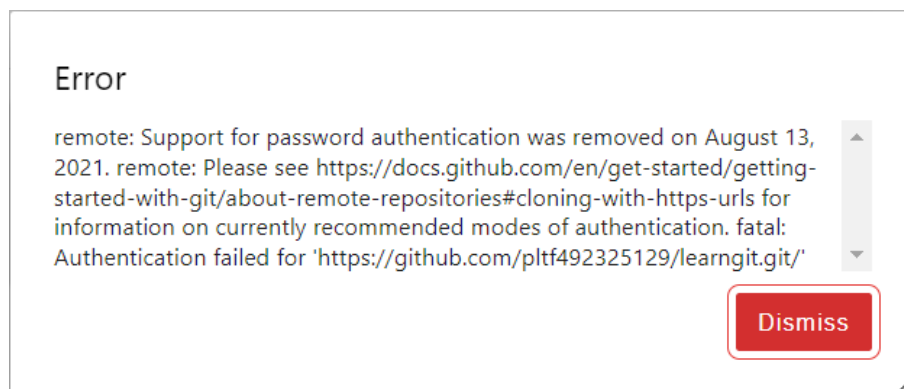 Error
remote: Support for password authentication was removed on August 13,
2021. remote: Please see https://docs.github.com/en/get-started/getting-
started-with-git/about-remote-repositories#cloning-with-https-urls for
information on currently recommended modes of authentication. fatal:
Authentication failed for 'https://github.com/pltf492325129/learngit.git/'
Dismiss